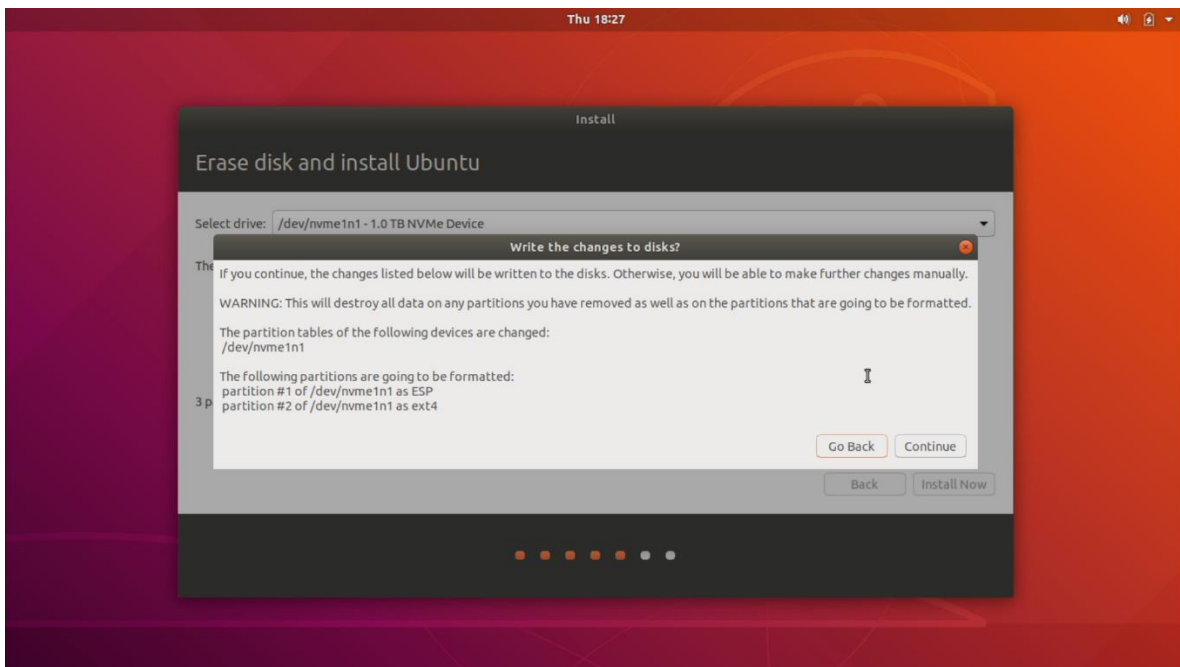 Thu 18:27
Install
Erase disk and install Ubuntu
Select drive: /dev/nvme1n1 - 1.0 TB NVMe Device
Write the changes to disks?
The
If you continue, the changes listed below will be written to the disks. Otherwise, you will be able to make further changes manually.
WARNING: This will destroy all data on any partitions you have removed as well as on the partitions that are going to be formatted.
The partition tables of the following devices are changed:
/dev/nvme1n1
The following partitions are going to be formatted:
partition #1 of /dev/nvme1n1 as ESP
3 p
partition #2 of /dev/nvme1n1 as ext4
Go Back Continue
Back Install Now